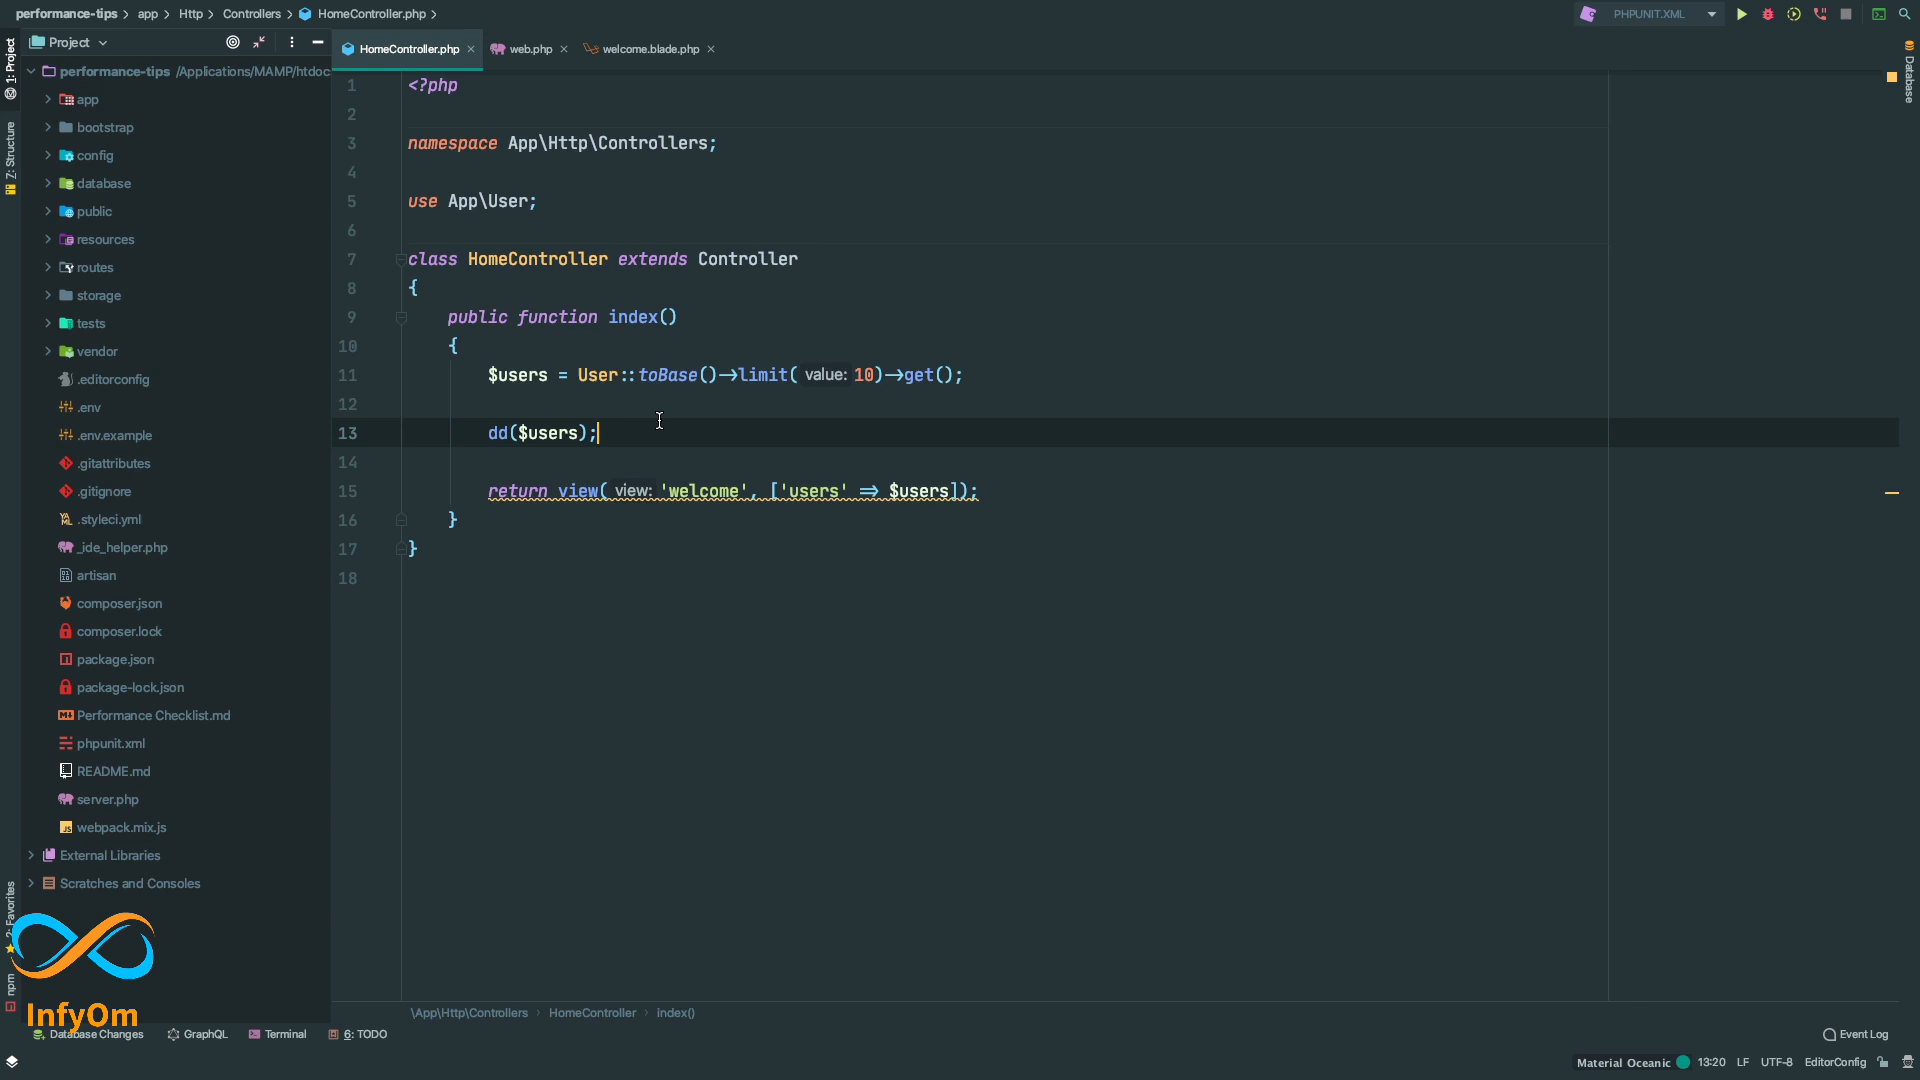 performance-tips > app > Http > Controllers > HomeController.php >
PHPUNIT.XML
1: Project
Z: Structure
2: Favorites
npm
Database
Project
HomeController.php
web.php
welcome.blade.php
performance-tips /Applications/MAMP/htdoc
app
bootstrap
config
database
public
resources
routes
storage
tests
vendor
.editorconfig
.env
.env.example
.gitattributes
.gitignore
.styleci.yml
_ide_helper.php
artisan
composer.json
composer.lock
package.json
package-lock.json
Performance Checklist.md
phpunit.xml
README.md
server.php
webpack.mix.js
External Libraries
Scratches and Consoles
1 <?php
2
3 namespace App\Http\Controllers;
4
5 use App\User;
6
7 class HomeController extends Controller
8 {
9 public function index()
10 {
11 $users = User::toBase()->limit( value: 10)->get();
12
13 dd($users);
14
15 return view( view: 'welcome', ['users' => $users]);
16 }
17 }
18
InfyOm
\App\Http\Controllers > HomeController > index()
Database Changes
GraphQL
Terminal
6: TODO
Event Log
Material Oceanic 13:20 LF UTF-8 EditorConfig